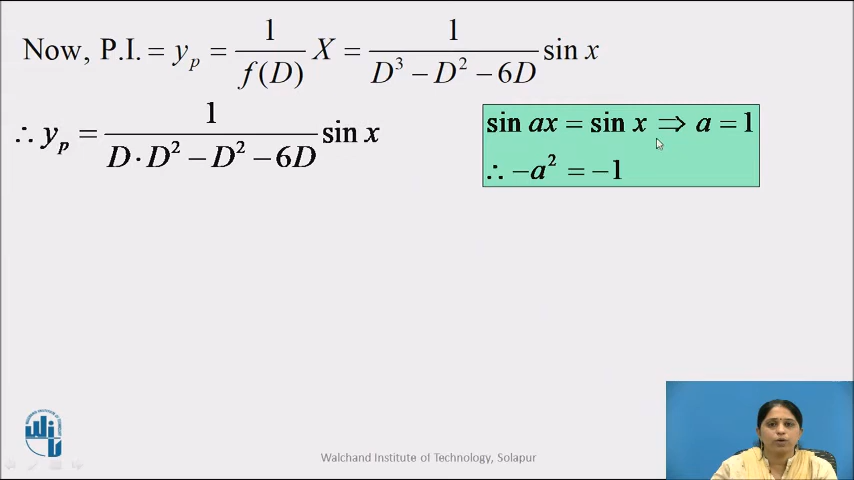 Now, P.I. = y_p = 1/f(D) X = 1/(D³ − D² − 6D) sin x
∴ y_p = 1/(D · D² − D² − 6D) sin x
sin ax = sin x ⇒ a = 1
∴ −a² = −1
Walchand Institute of Technology, Solapur